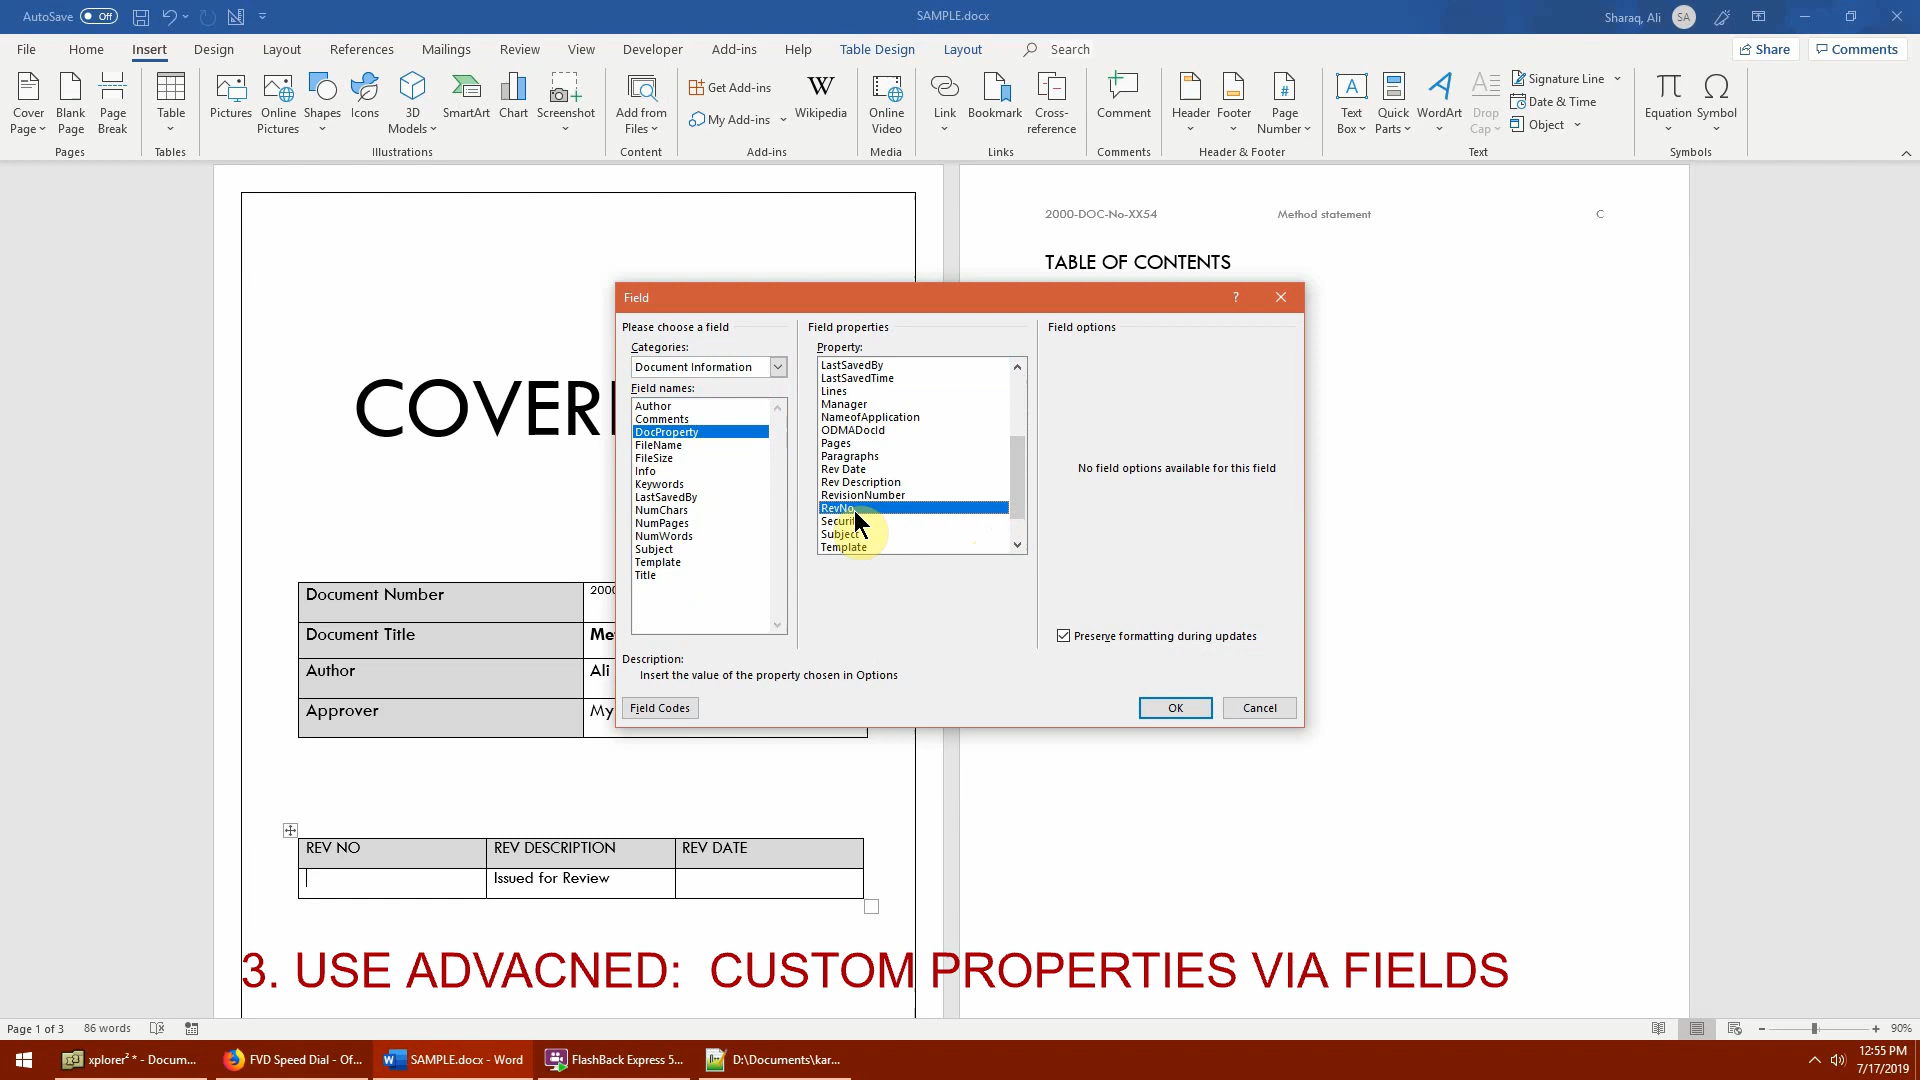 AutoSave Off
SAMPLE.docx
Sharaq, Ali SA
File Home Insert Design Layout References Mailings Review View Developer Add-ins Help Table Design Layout Search
Share Comments
Cover Page
Blank Page
Page Break
Table
Pictures
Online Pictures
Shapes
Icons
3D Models
SmartArt
Chart
Screenshot
Add from Files
Get Add-ins
My Add-ins
Wikipedia
Online Video
Link
Bookmark
Cross-reference
Comment
Header
Footer
Page Number
Text Box
Quick Parts
WordArt
Drop Cap
Signature Line
Date & Time
Object
Equation
Symbol
Pages Tables Illustrations Content Add-ins Media Links Comments Header & Footer Text Symbols
2000-DOC-No-XX54 Method statement C
TABLE OF CONTENTS
COVER
Field ?
Please choose a field
Categories:
Document Information
Field names:
Author
Comments
DocProperty
FileName
FileSize
Info
Keywords
LastSavedBy
NumChars
NumPages
NumWords
Subject
Template
Title
Field properties
Property:
LastSavedBy
LastSavedTime
Lines
Manager
NameofApplication
ODMADocId
Pages
Paragraphs
Rev Date
Rev Description
RevisionNumber
RevNo
Securit
Subject
Template
Field options
No field options available for this field
Preserve formatting during updates
Description:
Insert the value of the property chosen in Options
Field Codes
OK
Cancel
Document Number 2000
Document Title Me
Author Ali
Approver My
REV NO REV DESCRIPTION REV DATE
Issued for Review
3. USE ADVACNED: CUSTOM PROPERTIES VIA FIELDS
Page 1 of 3 86 words
90%
xplorer² * - Docum...
FVD Speed Dial - Of...
SAMPLE.docx - Word
FlashBack Express 5...
D:\Documents\kar...
12:55 PM
7/17/2019